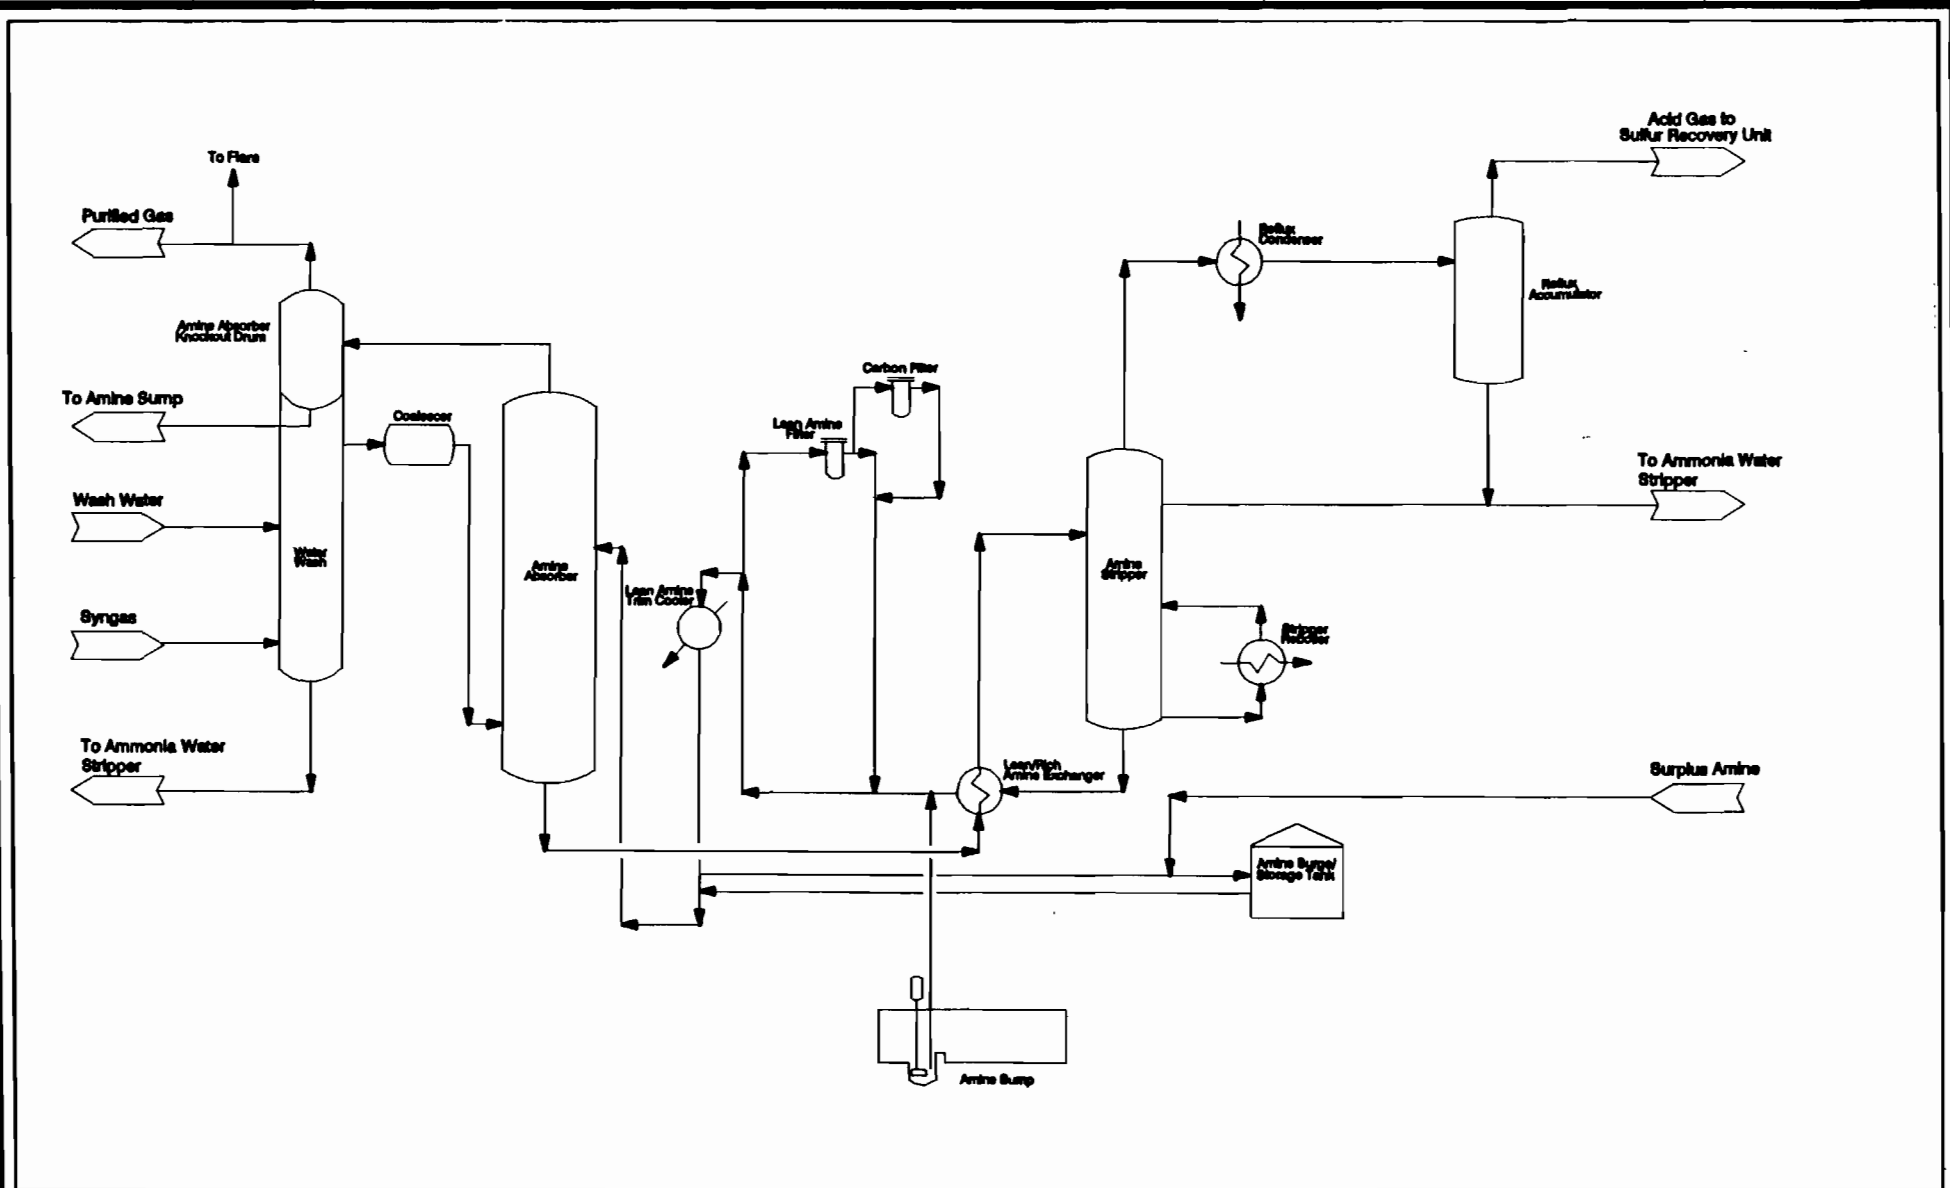 Acid Gas to
Sulfur Recovery Unit
To Flare
Purified Gas
Reflux
Condenser
Reflux
Accumulator
Amine Absorber
Knockout Drum
Carbon Filter
To Amine Sump
Coalescer
Lean Amine
Filter
To Ammonia Water
Stripper
Wash Water
Water
Wash
Amine
Absorber
Amine
Stripper
Lean Amine
Trim Cooler
Syngas
Stripper
Reboiler
To Ammonia Water
Stripper
Lean/Rich
Amine Exchanger
Surplus Amine
Amine Surge/
Storage Tank
Amine Sump